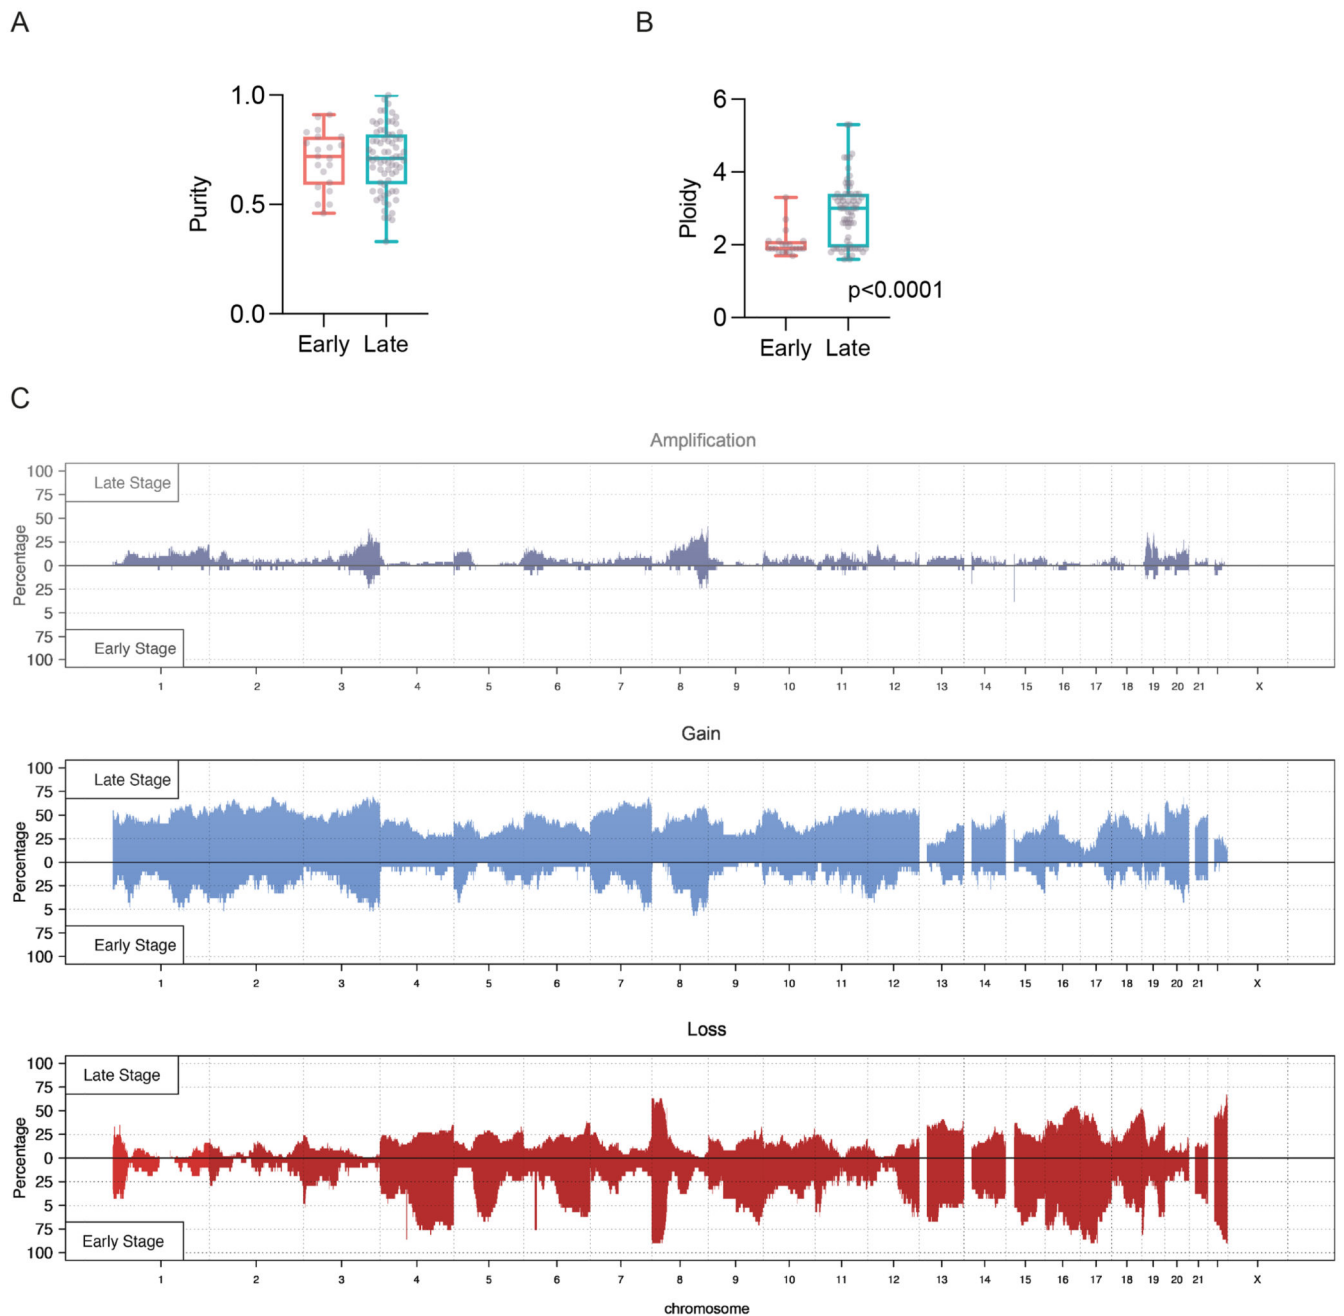 A
B
1.0
0.5
0.0
Purity
Early Late
6
4
2
0
Ploidy
p<0.0001
Early Late
C
Amplification
Late Stage
100
75
50
25
0
25
5
75
100
Percentage
Early Stage
1 2 3 4 5 6 7 8 9 10 11 12 13 14 15 16 17 18 19 20 21 X
Gain
Late Stage
100
75
50
25
0
25
5
75
100
Percentage
Early Stage
1 2 3 4 5 6 7 8 9 10 11 12 13 14 15 16 17 18 19 20 21 X
Loss
Late Stage
100
75
50
25
0
25
5
75
100
Percentage
Early Stage
1 2 3 4 5 6 7 8 9 10 11 12 13 14 15 16 17 18 19 20 21 X
chromosome